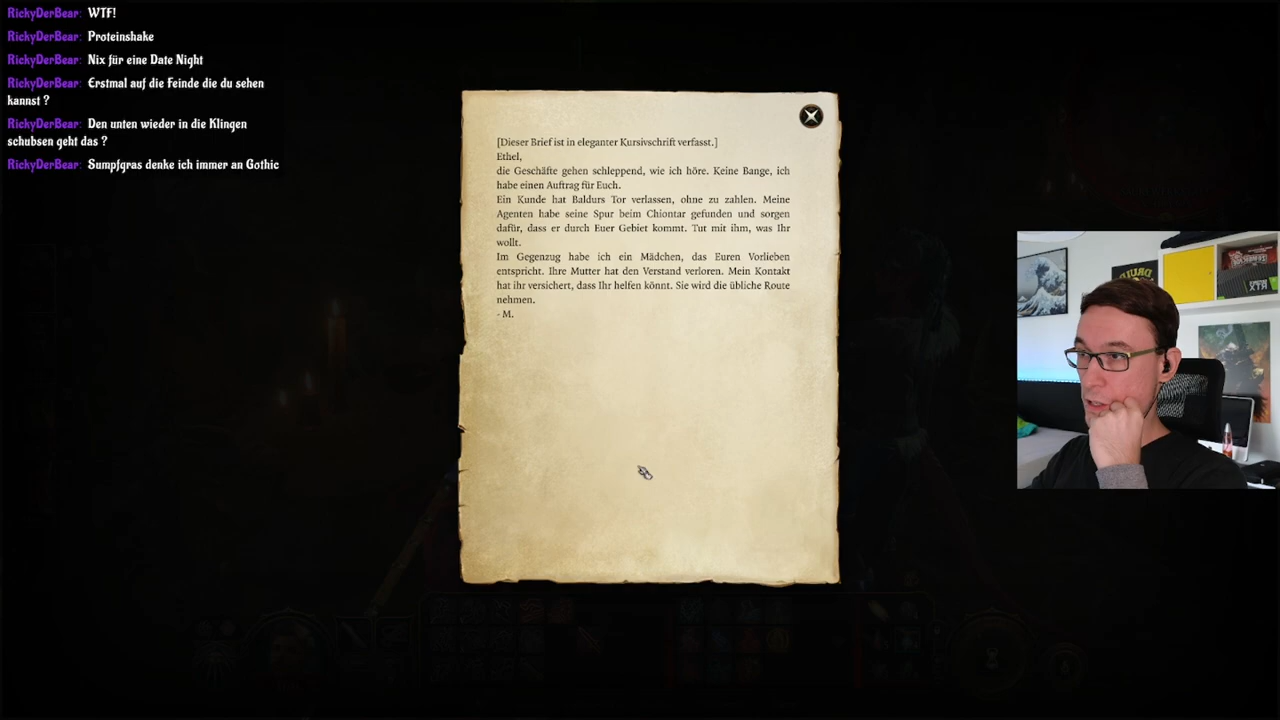 RickyDerBear: WTF!
RickyDerBear: Proteinshake
RickyDerBear: Nix für eine Date Night
RickyDerBear: Erstmal auf die Feinde die du sehen
kannst ?
RickyDerBear: Den unten wieder in die Klingen
schubsen geht das ?
RickyDerBear: Sumpfgras denke ich immer an Gothic
[Dieser Brief ist in eleganter Kursivschrift verfasst.]
Ethel,
die Geschäfte gehen schleppend, wie ich höre. Keine Bange, ich
habe einen Auftrag für Euch.
Ein Kunde hat Baldurs Tor verlassen, ohne zu zahlen. Meine
Agenten habe seine Spur beim Chiontar gefunden und sorgen
dafür, dass er durch Euer Gebiet kommt. Tut mit ihm, was Ihr
wollt.
Im Gegenzug habe ich ein Mädchen, das Euren Vorlieben
entspricht. Ihre Mutter hat den Verstand verloren. Mein Kontakt
hat ihr versichert, dass Ihr helfen könnt. Sie wird die übliche Route
nehmen.
- M.